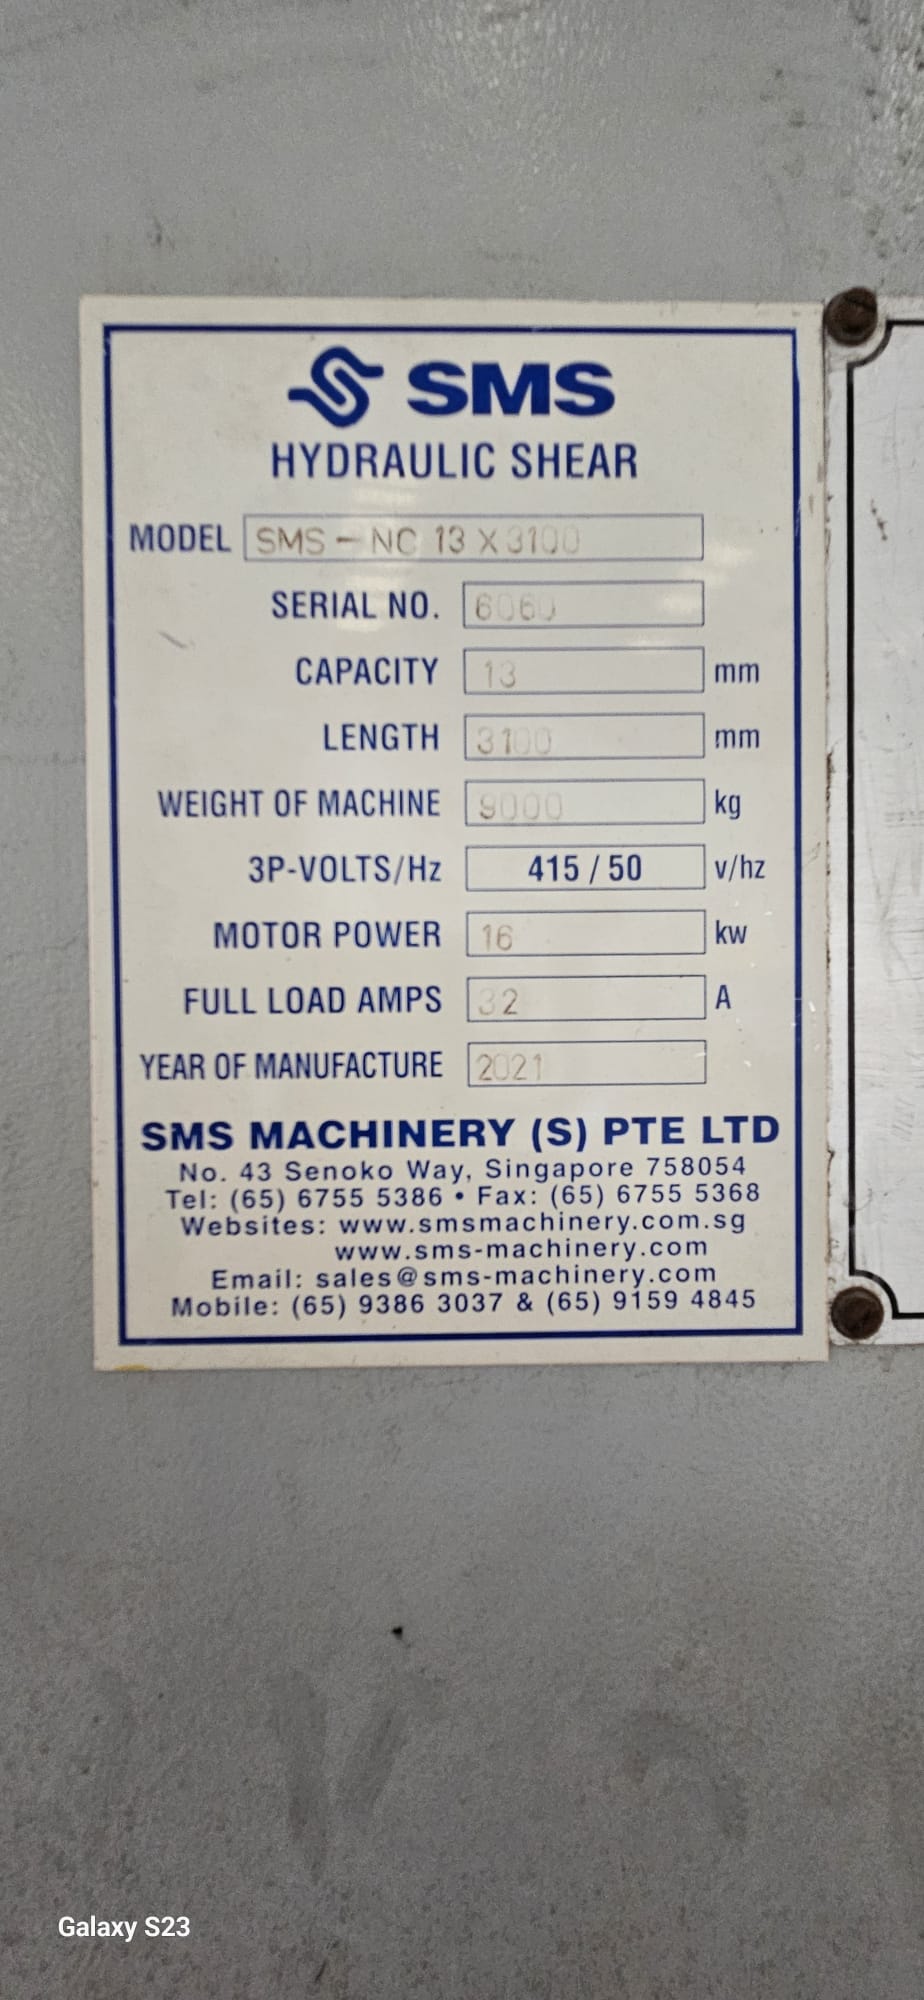 SMS
HYDRAULIC SHEAR
MODEL SMS - NC 13 X 3100
SERIAL NO. 6060
CAPACITY 13 mm
LENGTH 3100 mm
WEIGHT OF MACHINE 9000 kg
3P-VOLTS/Hz 415 / 50 v/hz
MOTOR POWER 16 kw
FULL LOAD AMPS 32 A
YEAR OF MANUFACTURE 2021
SMS MACHINERY (S) PTE LTD
No. 43 Senoko Way, Singapore 758054
Tel: (65) 6755 5386 • Fax: (65) 6755 5368
Websites: www.smsmachinery.com.sg
www.sms-machinery.com
Email: sales@sms-machinery.com
Mobile: (65) 9386 3037 & (65) 9159 4845
Galaxy S23